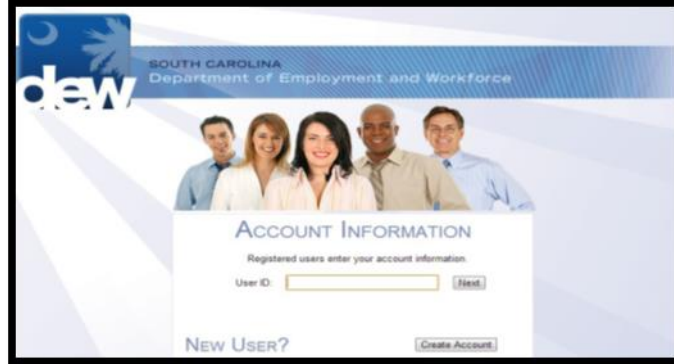 dew
SOUTH CAROLINA
Department of Employment and Workforce
ACCOUNT INFORMATION
Registered users enter your account information.
User ID: Next
NEW USER? Create Account